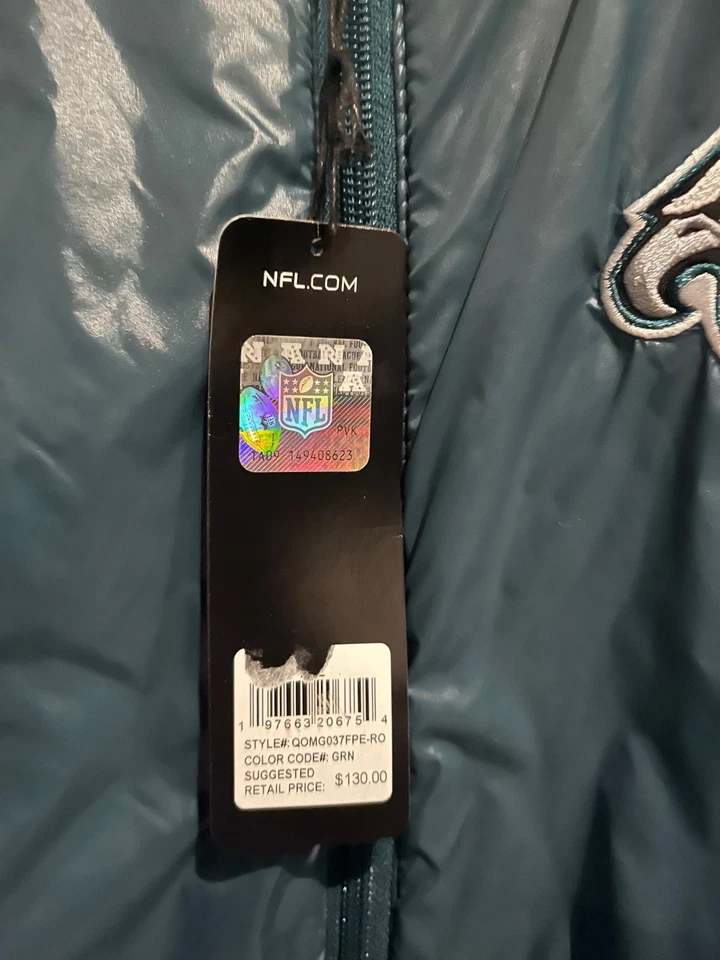 NFL.COM
NFL
PVK
149408623
1 97663 20675 4
STYLE#: QOMG037FPE-RO
COLOR CODE#: GRN
SUGGESTED
RETAIL PRICE: $130.00